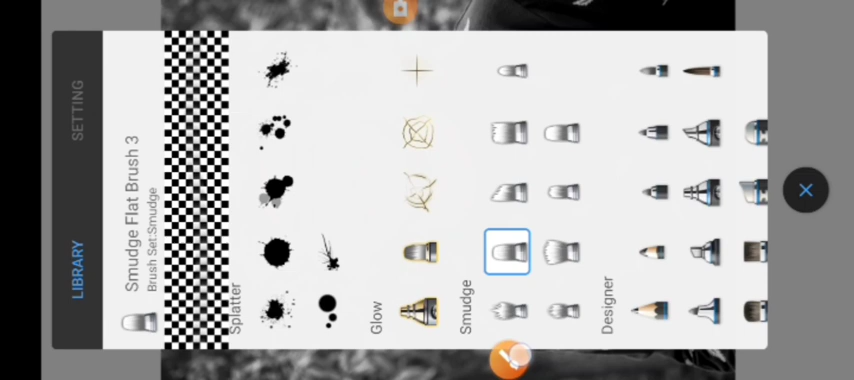 LIBRARY
SETTING
Smudge Flat Brush 3
Brush Set:Smudge
Splatter
Glow
Smudge
Designer